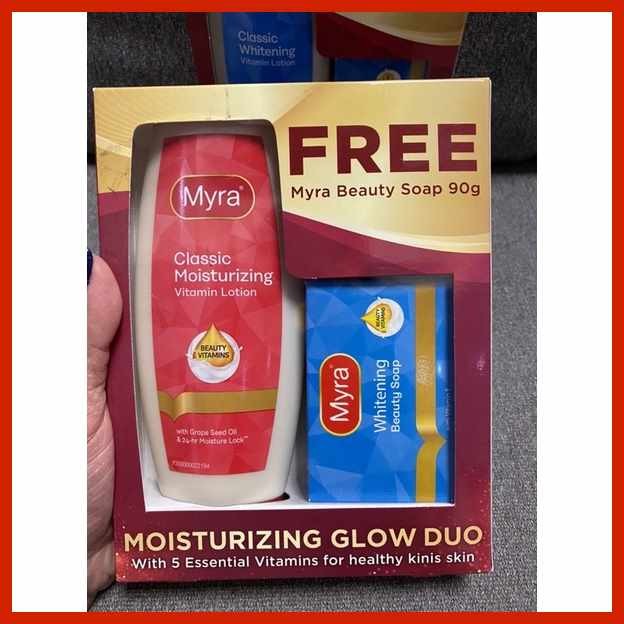 Classic
Whitening
Vitamin Lotion
FREE
Myra Beauty Soap 90g
Myra®
Classic
Moisturizing
Vitamin Lotion
BEAUTY
VITAMINS
with Grape Seed Oil
& 24-hr Moisture Lock™
BEAUTY
VITAMINS
Myra®
Whitening
Beauty Soap
MOISTURIZING GLOW DUO
With 5 Essential Vitamins for healthy kinis skin